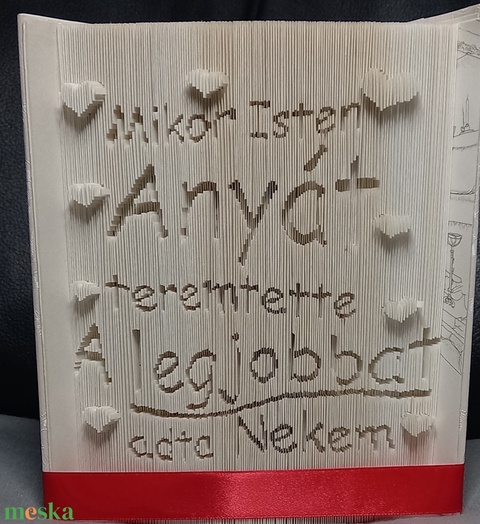 Mikor Isten
Anyát
teremtette
A legjobbat
adta Nekem
meska